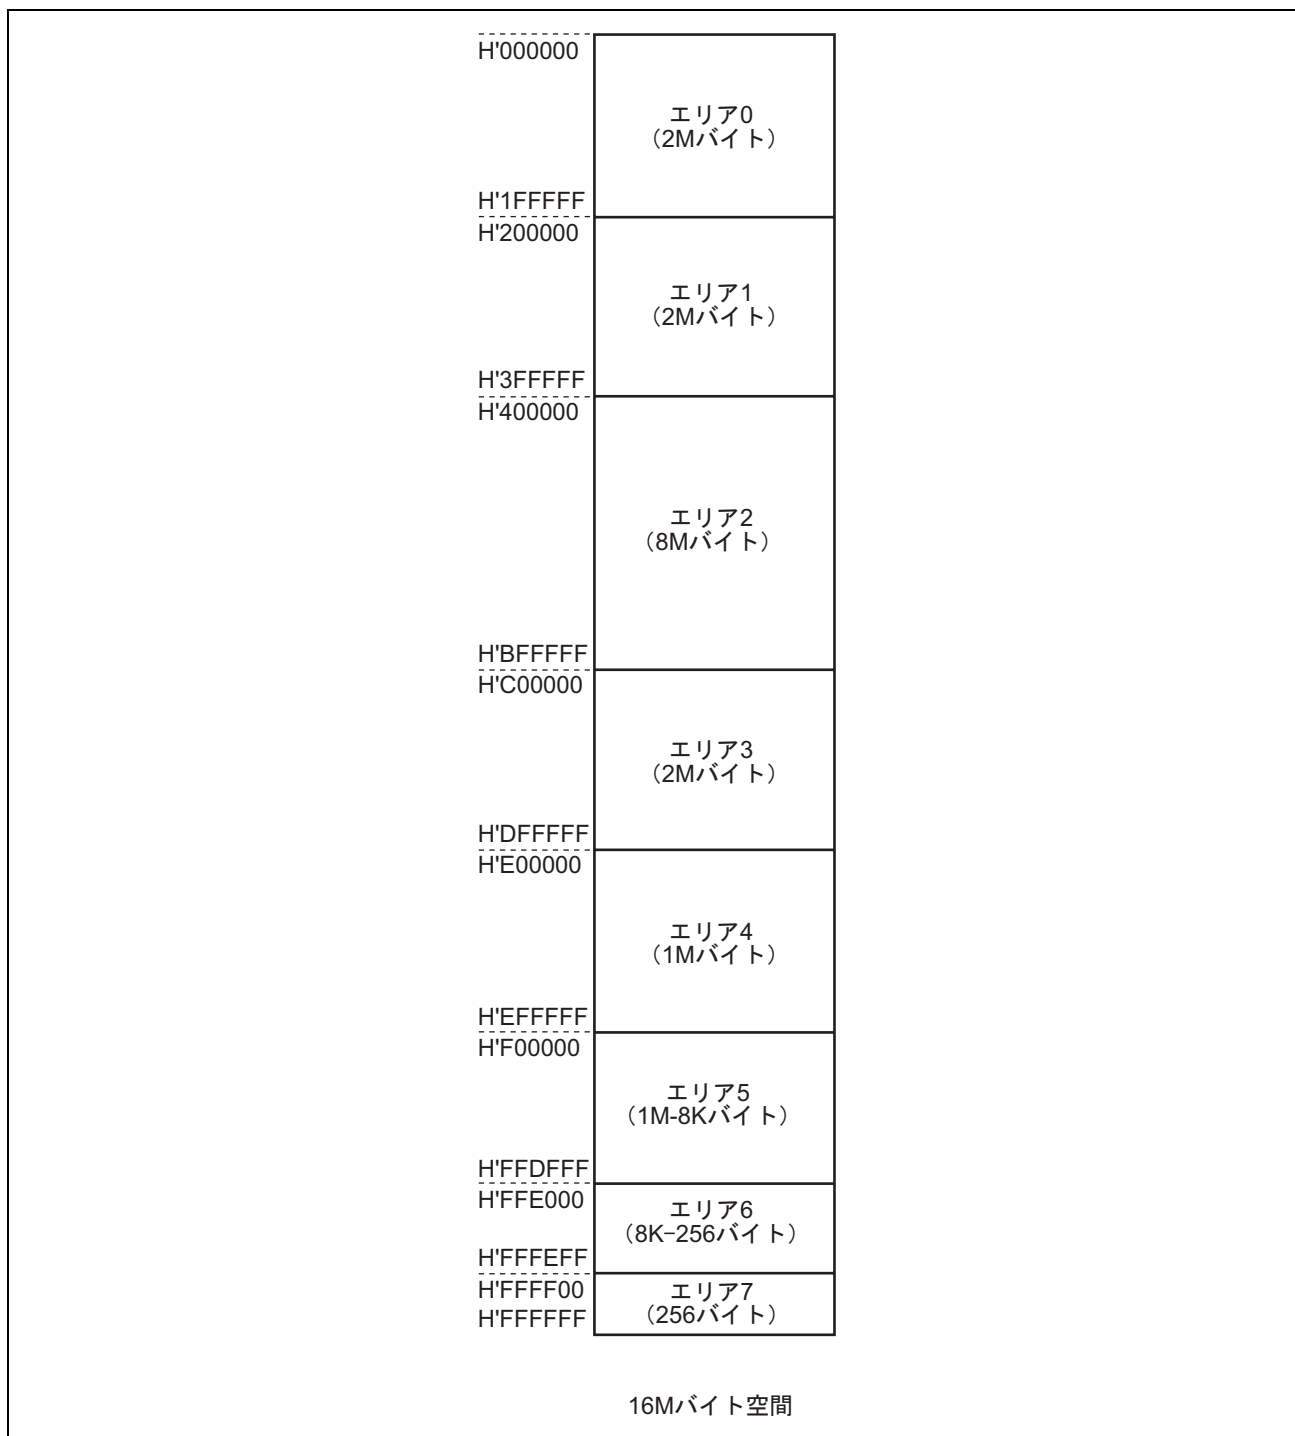 H'000000
エリア0
（2Mバイト）
H'1FFFFF
H'200000
エリア1
（2Mバイト）
H'3FFFFF
H'400000
エリア2
（8Mバイト）
H'BFFFFF
H'C00000
エリア3
（2Mバイト）
H'DFFFFF
H'E00000
エリア4
（1Mバイト）
H'EFFFFF
H'F00000
エリア5
（1M-8Kバイト）
H'FFDFFF
H'FFE000
エリア6
（8K−256バイト）
H'FFFEFF
H'FFFF00
エリア7
（256バイト）
H'FFFFFF
16Mバイト空間